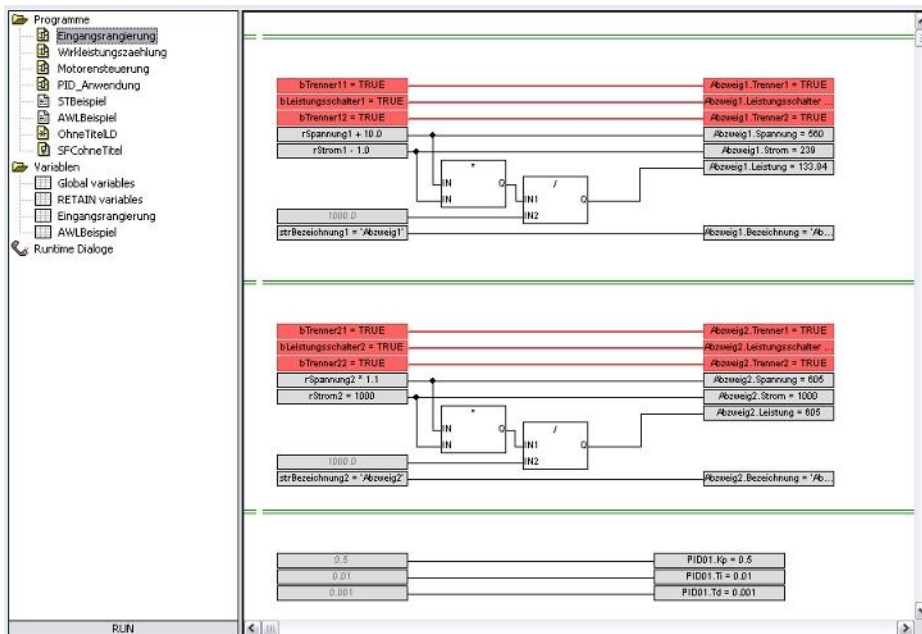 Programme
Eingangsrangierung
Wirkleistungszaehlung
Motorensteuerung
PID_Anwendung
STBeispiel
AWLBeispiel
OhneTitelLD
SFCohneTitel
Variablen
Global variables
RETAIN variables
Eingangsrangierung
AWLBeispiel
Runtime Dialoge
RUN
bTrenner11 = TRUE Abzweig1.Trenner1 = TRUE
bLeistungsschalter1 = TRUE Abzweig1.Leistungsschalter ...
bTrenner12 = TRUE Abzweig1.Trenner2 = TRUE
rSpannung1 + 10.0 Abzweig1.Spannung = 560
rStrom1 - 1.0 Abzweig1.Strom = 239
Abzweig1.Leistung = 133.84
* /
IN Q IN1 Q
IN IN2
1000.0
strBezeichnung1 = 'Abzweig1' Abzweig1.Bezeichnung = 'Ab...
bTrenner21 = TRUE Abzweig2.Trenner1 = TRUE
bLeistungsschalter2 = TRUE Abzweig2.Leistungsschalter ...
bTrenner22 = TRUE Abzweig2.Trenner2 = TRUE
rSpannung2 * 1.1 Abzweig2.Spannung = 605
rStrom2 = 1000 Abzweig2.Strom = 1000
Abzweig2.Leistung = 605
* /
IN Q IN1 Q
IN IN2
1000.0
strBezeichnung2 = 'Abzweig2' Abzweig2.Bezeichnung = 'Ab...
0.5 PID01.Kp = 0.5
0.01 PID01.Ti = 0.01
0.001 PID01.Td = 0.001